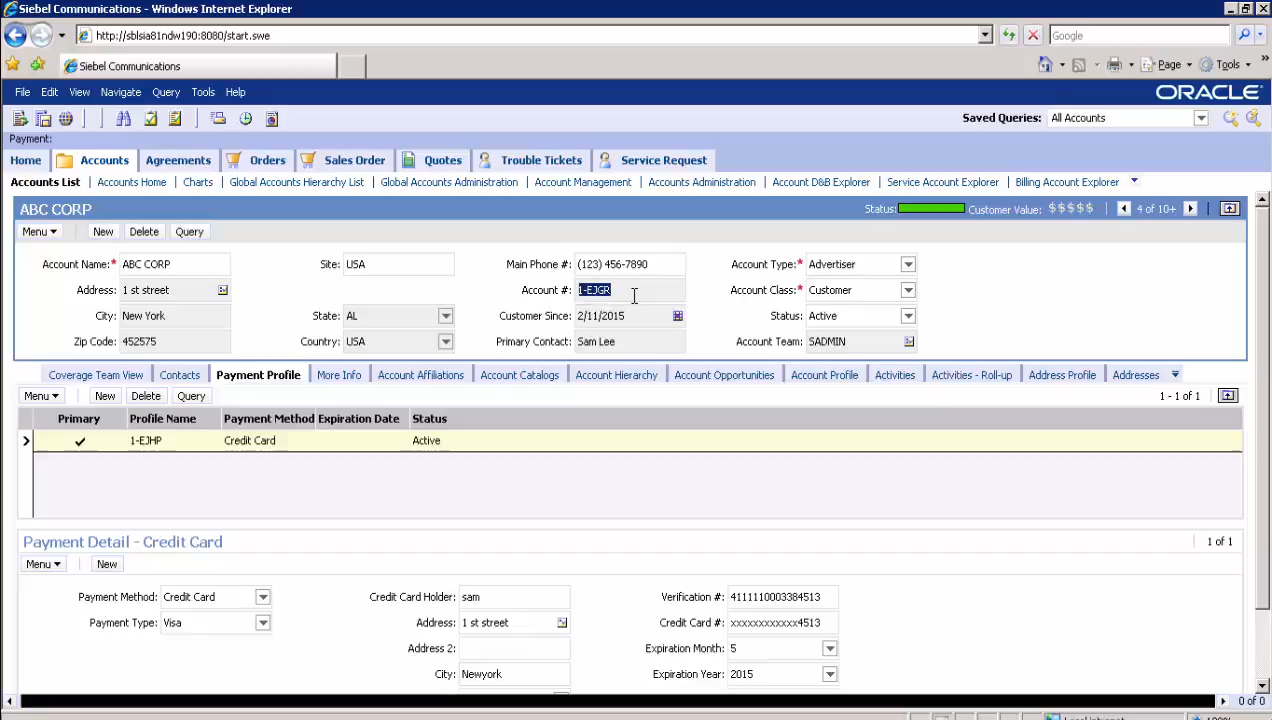 Siebel Communications - Windows Internet Explorer
http://sblsia81ndw190:8080/start.swe
Google
Siebel Communications
Page Tools
File Edit View Navigate Query Tools Help
ORACLE
Saved Queries: All Accounts
Payment:
Home Accounts Agreements Orders Sales Order Quotes Trouble Tickets Service Request
Accounts List Accounts Home Charts Global Accounts Hierarchy List Global Accounts Administration Account Management Accounts Administration Account D&B Explorer Service Account Explorer Billing Account Explorer
ABC CORP Status: Customer Value: $$$$$ 4 of 10+
Menu New Delete Query
Account Name:* ABC CORP Site: USA Main Phone #: (123) 456-7890 Account Type:* Advertiser
Address: 1 st street Account #: 1-EJGR Account Class:* Customer
City: New York State: AL Customer Since: 2/11/2015 Status: Active
Zip Code: 452575 Country: USA Primary Contact: Sam Lee Account Team: SADMIN
Coverage Team View Contacts Payment Profile More Info Account Affiliations Account Catalogs Account Hierarchy Account Opportunities Account Profile Activities Activities - Roll-up Address Profile Addresses
Menu New Delete Query 1 - 1 of 1
Primary Profile Name Payment Method Expiration Date Status
1-EJHP Credit Card Active
Payment Detail - Credit Card 1 of 1
Menu New
Payment Method: Credit Card Credit Card Holder: sam Verification #: 4111110003384513
Payment Type: Visa Address: 1 st street Credit Card #: xxxxxxxxxxxx4513
Address 2: Expiration Month: 5
City: Newyork Expiration Year: 2015
0 of 0